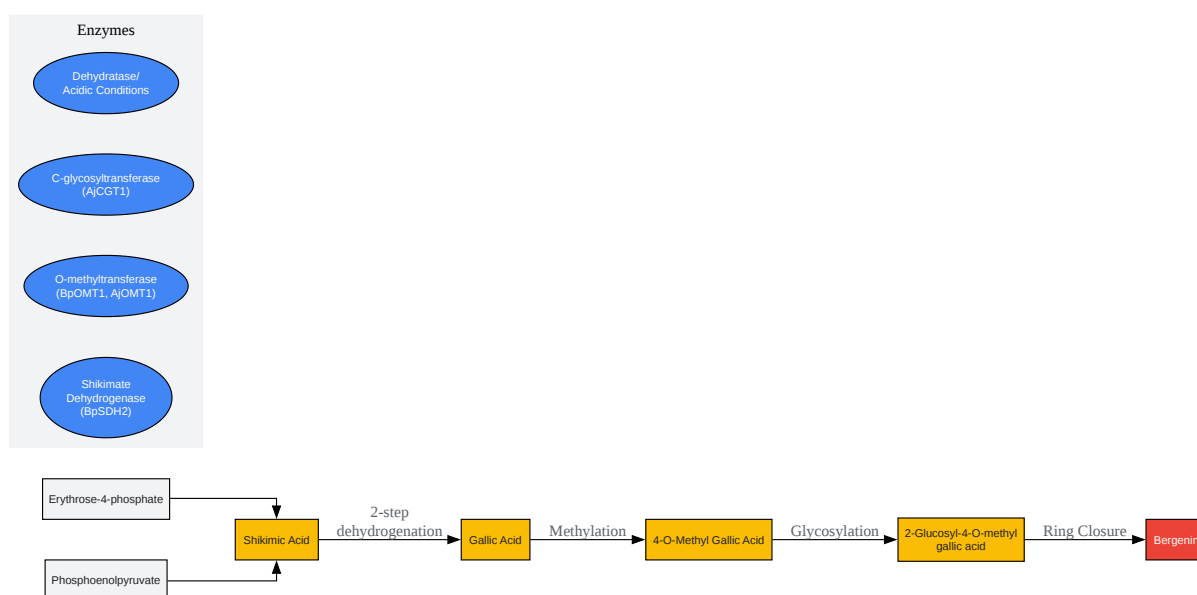 Enzymes
Dehydratase/
Acidic Conditions
C-glycosyltransferase
(AjCGT1)
O-methyltransferase
(BpOMT1, AjOMT1)
Shikimate
Dehydrogenase
(BpSDH2)
Erythrose-4-phosphate
Phosphoenolpyruvate
Shikimic Acid
2-step
dehydrogenation
Gallic Acid
Methylation
4-O-Methyl Gallic Acid
Glycosylation
2-Glucosyl-4-O-methyl
gallic acid
Ring Closure
Bergenin